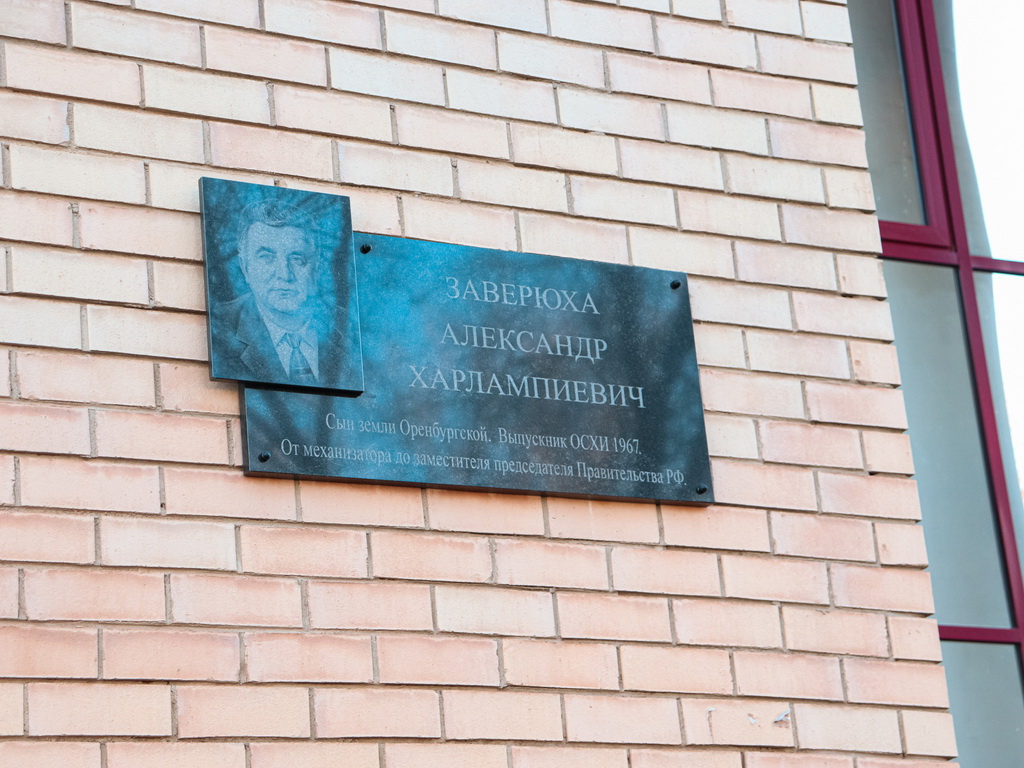 ЗАВЕРЮХА
АЛЕКСАНДР
ХАРЛАМПИЕВИЧ
Сын земли Оренбургской. Выпускник ОСХИ 1967.
От механизатора до заместителя председателя Правительства РФ.